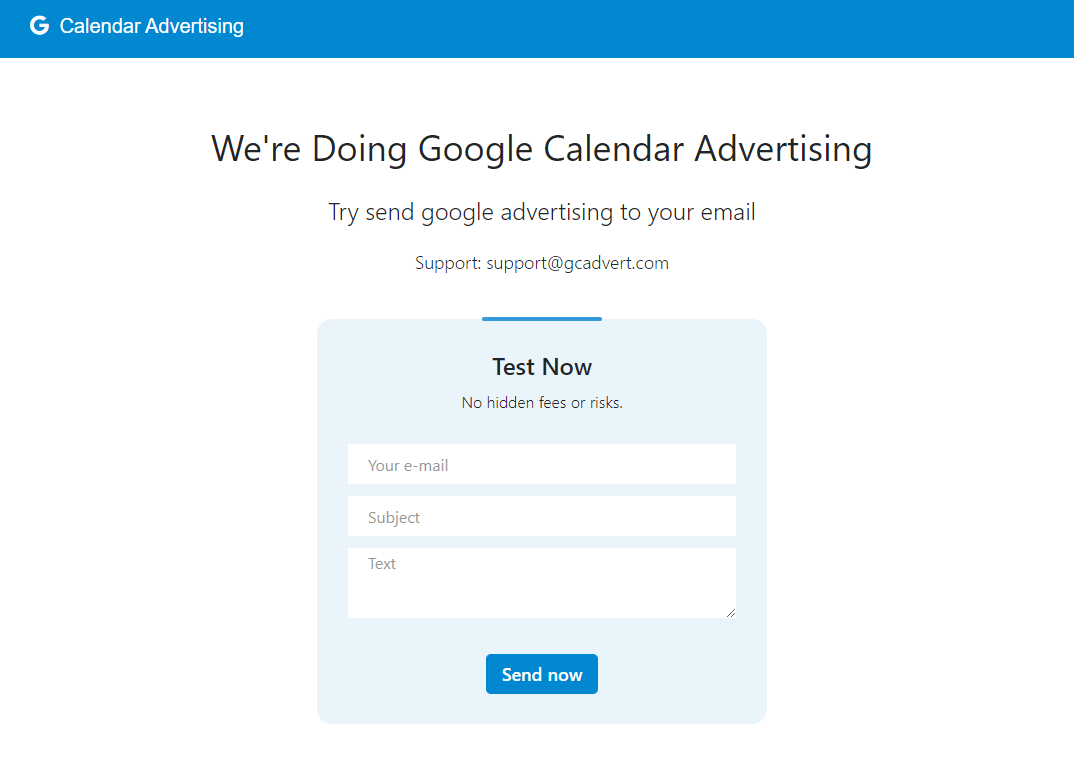 G Calendar Advertising
We're Doing Google Calendar Advertising
Try send google advertising to your email
Support: support@gcadvert.com
Test Now
No hidden fees or risks.
Your e-mail
Subject
Text
Send now